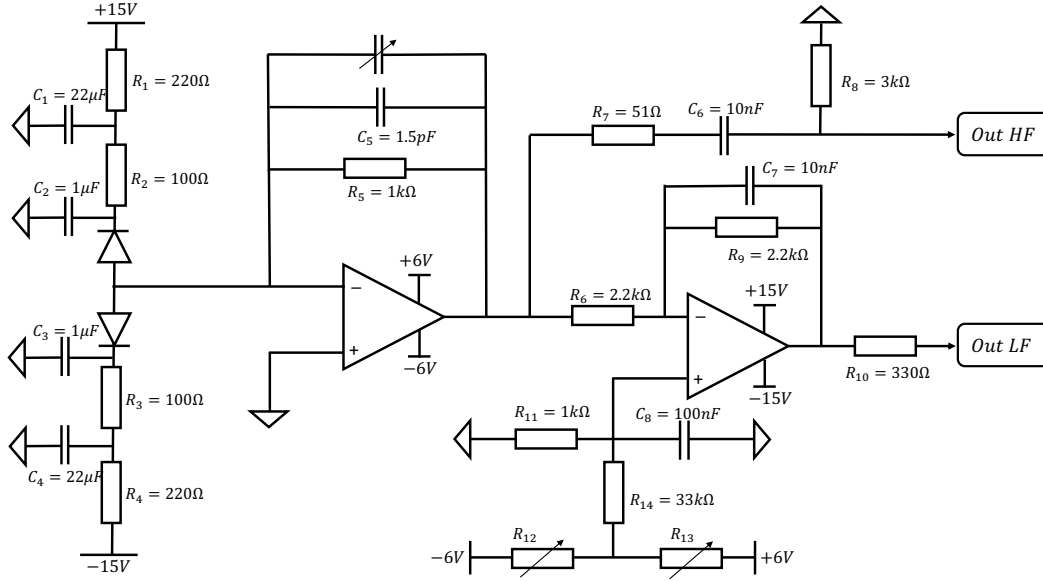 +15V
R₁ = 220Ω
C₁ = 22μF
R₂ = 100Ω
C₂ = 1μF
C₃ = 1μF
R₃ = 100Ω
C₄ = 22μF
R₄ = 220Ω
−15V
C₅ = 1.5pF
R₅ = 1kΩ
−
+
+6V
−6V
R₇ = 51Ω
C₆ = 10nF
R₈ = 3kΩ
Out HF
C₇ = 10nF
R₉ = 2.2kΩ
R₆ = 2.2kΩ
−
+
+15V
−15V
R₁₀ = 330Ω
Out LF
R₁₁ = 1kΩ
C₈ = 100nF
R₁₄ = 33kΩ
−6V
R₁₂
R₁₃
+6V